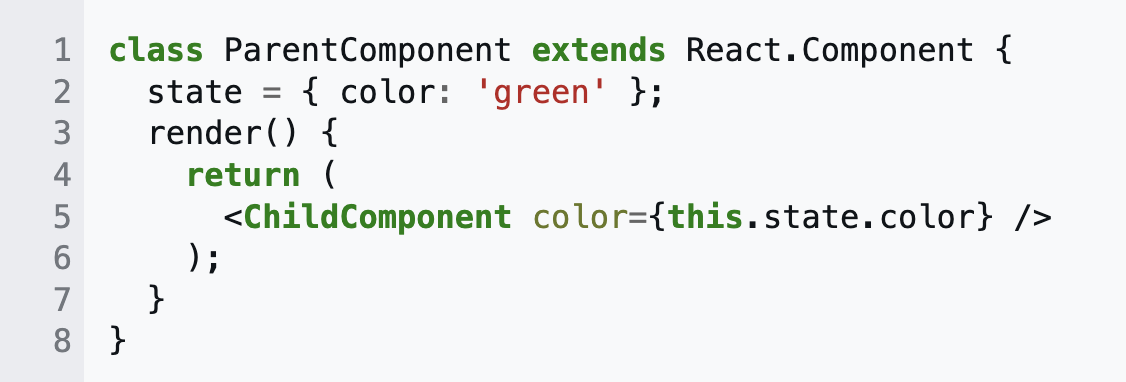 1 class ParentComponent extends React.Component {
2   state = { color: 'green' };
3   render() {
4     return (
5       <ChildComponent color={this.state.color} />
6     );
7   }
8 }